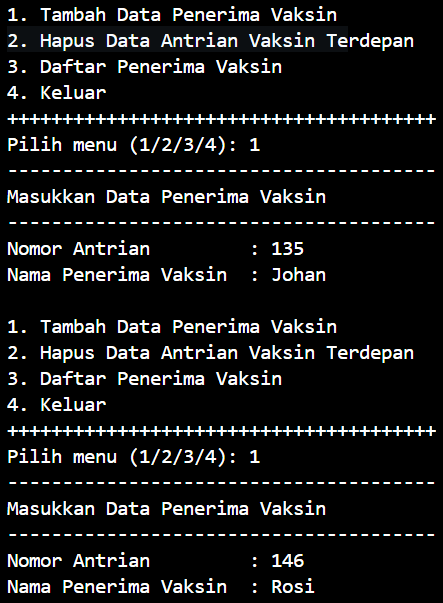 1. Tambah Data Penerima Vaksin
2. Hapus Data Antrian Vaksin Terdepan
3. Daftar Penerima Vaksin
4. Keluar
+++++++++++++++++++++++++++++++++++++++
Pilih menu (1/2/3/4): 1
---------------------------------------
Masukkan Data Penerima Vaksin
---------------------------------------
Nomor Antrian         : 135
Nama Penerima Vaksin  : Johan

1. Tambah Data Penerima Vaksin
2. Hapus Data Antrian Vaksin Terdepan
3. Daftar Penerima Vaksin
4. Keluar
+++++++++++++++++++++++++++++++++++++++
Pilih menu (1/2/3/4): 1
---------------------------------------
Masukkan Data Penerima Vaksin
---------------------------------------
Nomor Antrian         : 146
Nama Penerima Vaksin  : Rosi